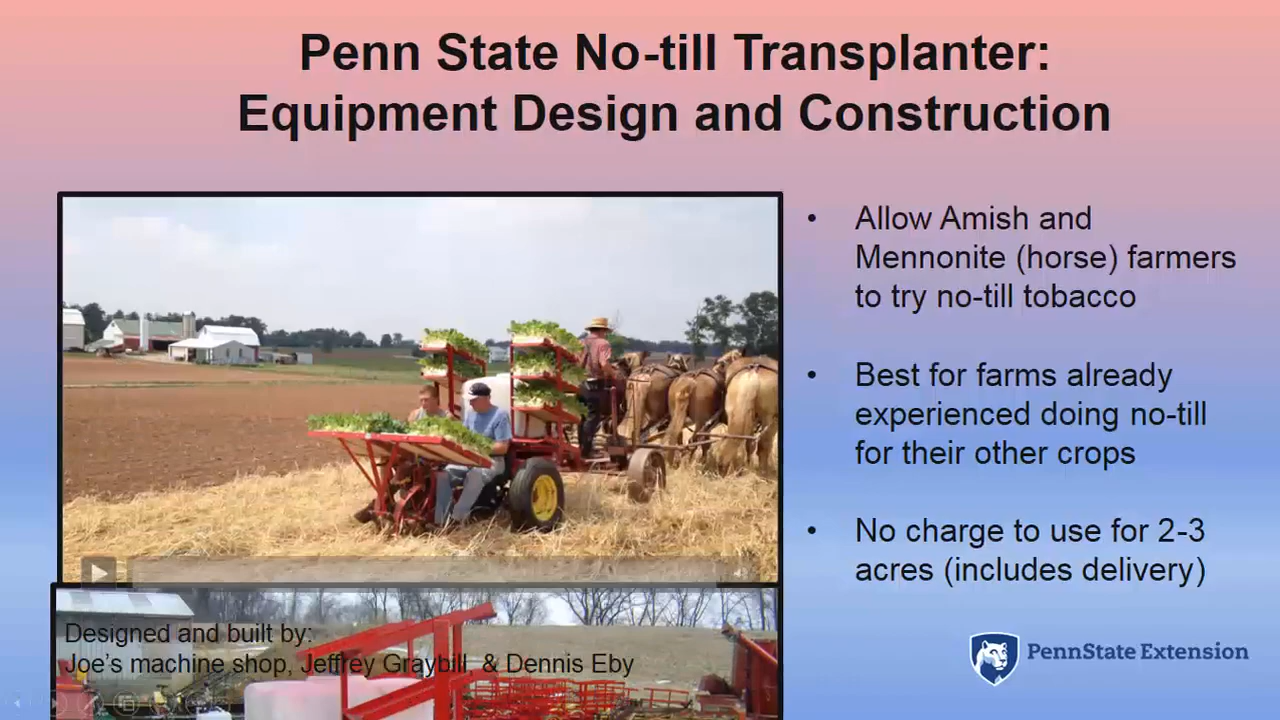 Penn State No-till Transplanter:
Equipment Design and Construction
• Allow Amish and
Mennonite (horse) farmers
to try no-till tobacco
• Best for farms already
experienced doing no-till
for their other crops
• No charge to use for 2-3
acres (includes delivery)
Designed and built by:
Joe's machine shop, Jeffrey Graybill, & Dennis Eby
PennState Extension